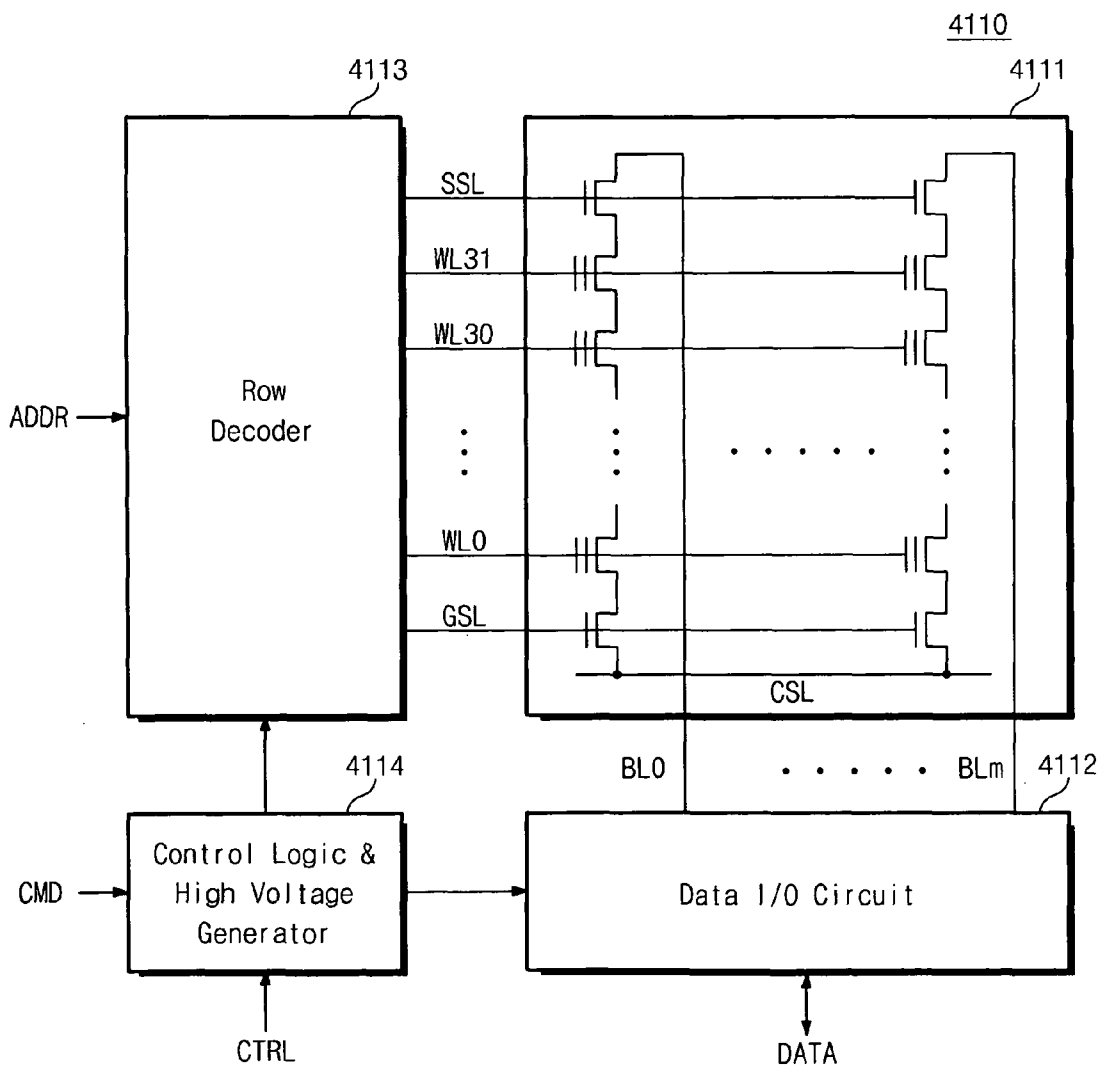 4110
4113
4111
SSL
WL31
WL30
Row
Decoder
ADDR
WL0
GSL
CSL
BL0
BLm
4114
4112
Control Logic &
High Voltage
Generator
CMD
Data I/O Circuit
CTRL
DATA